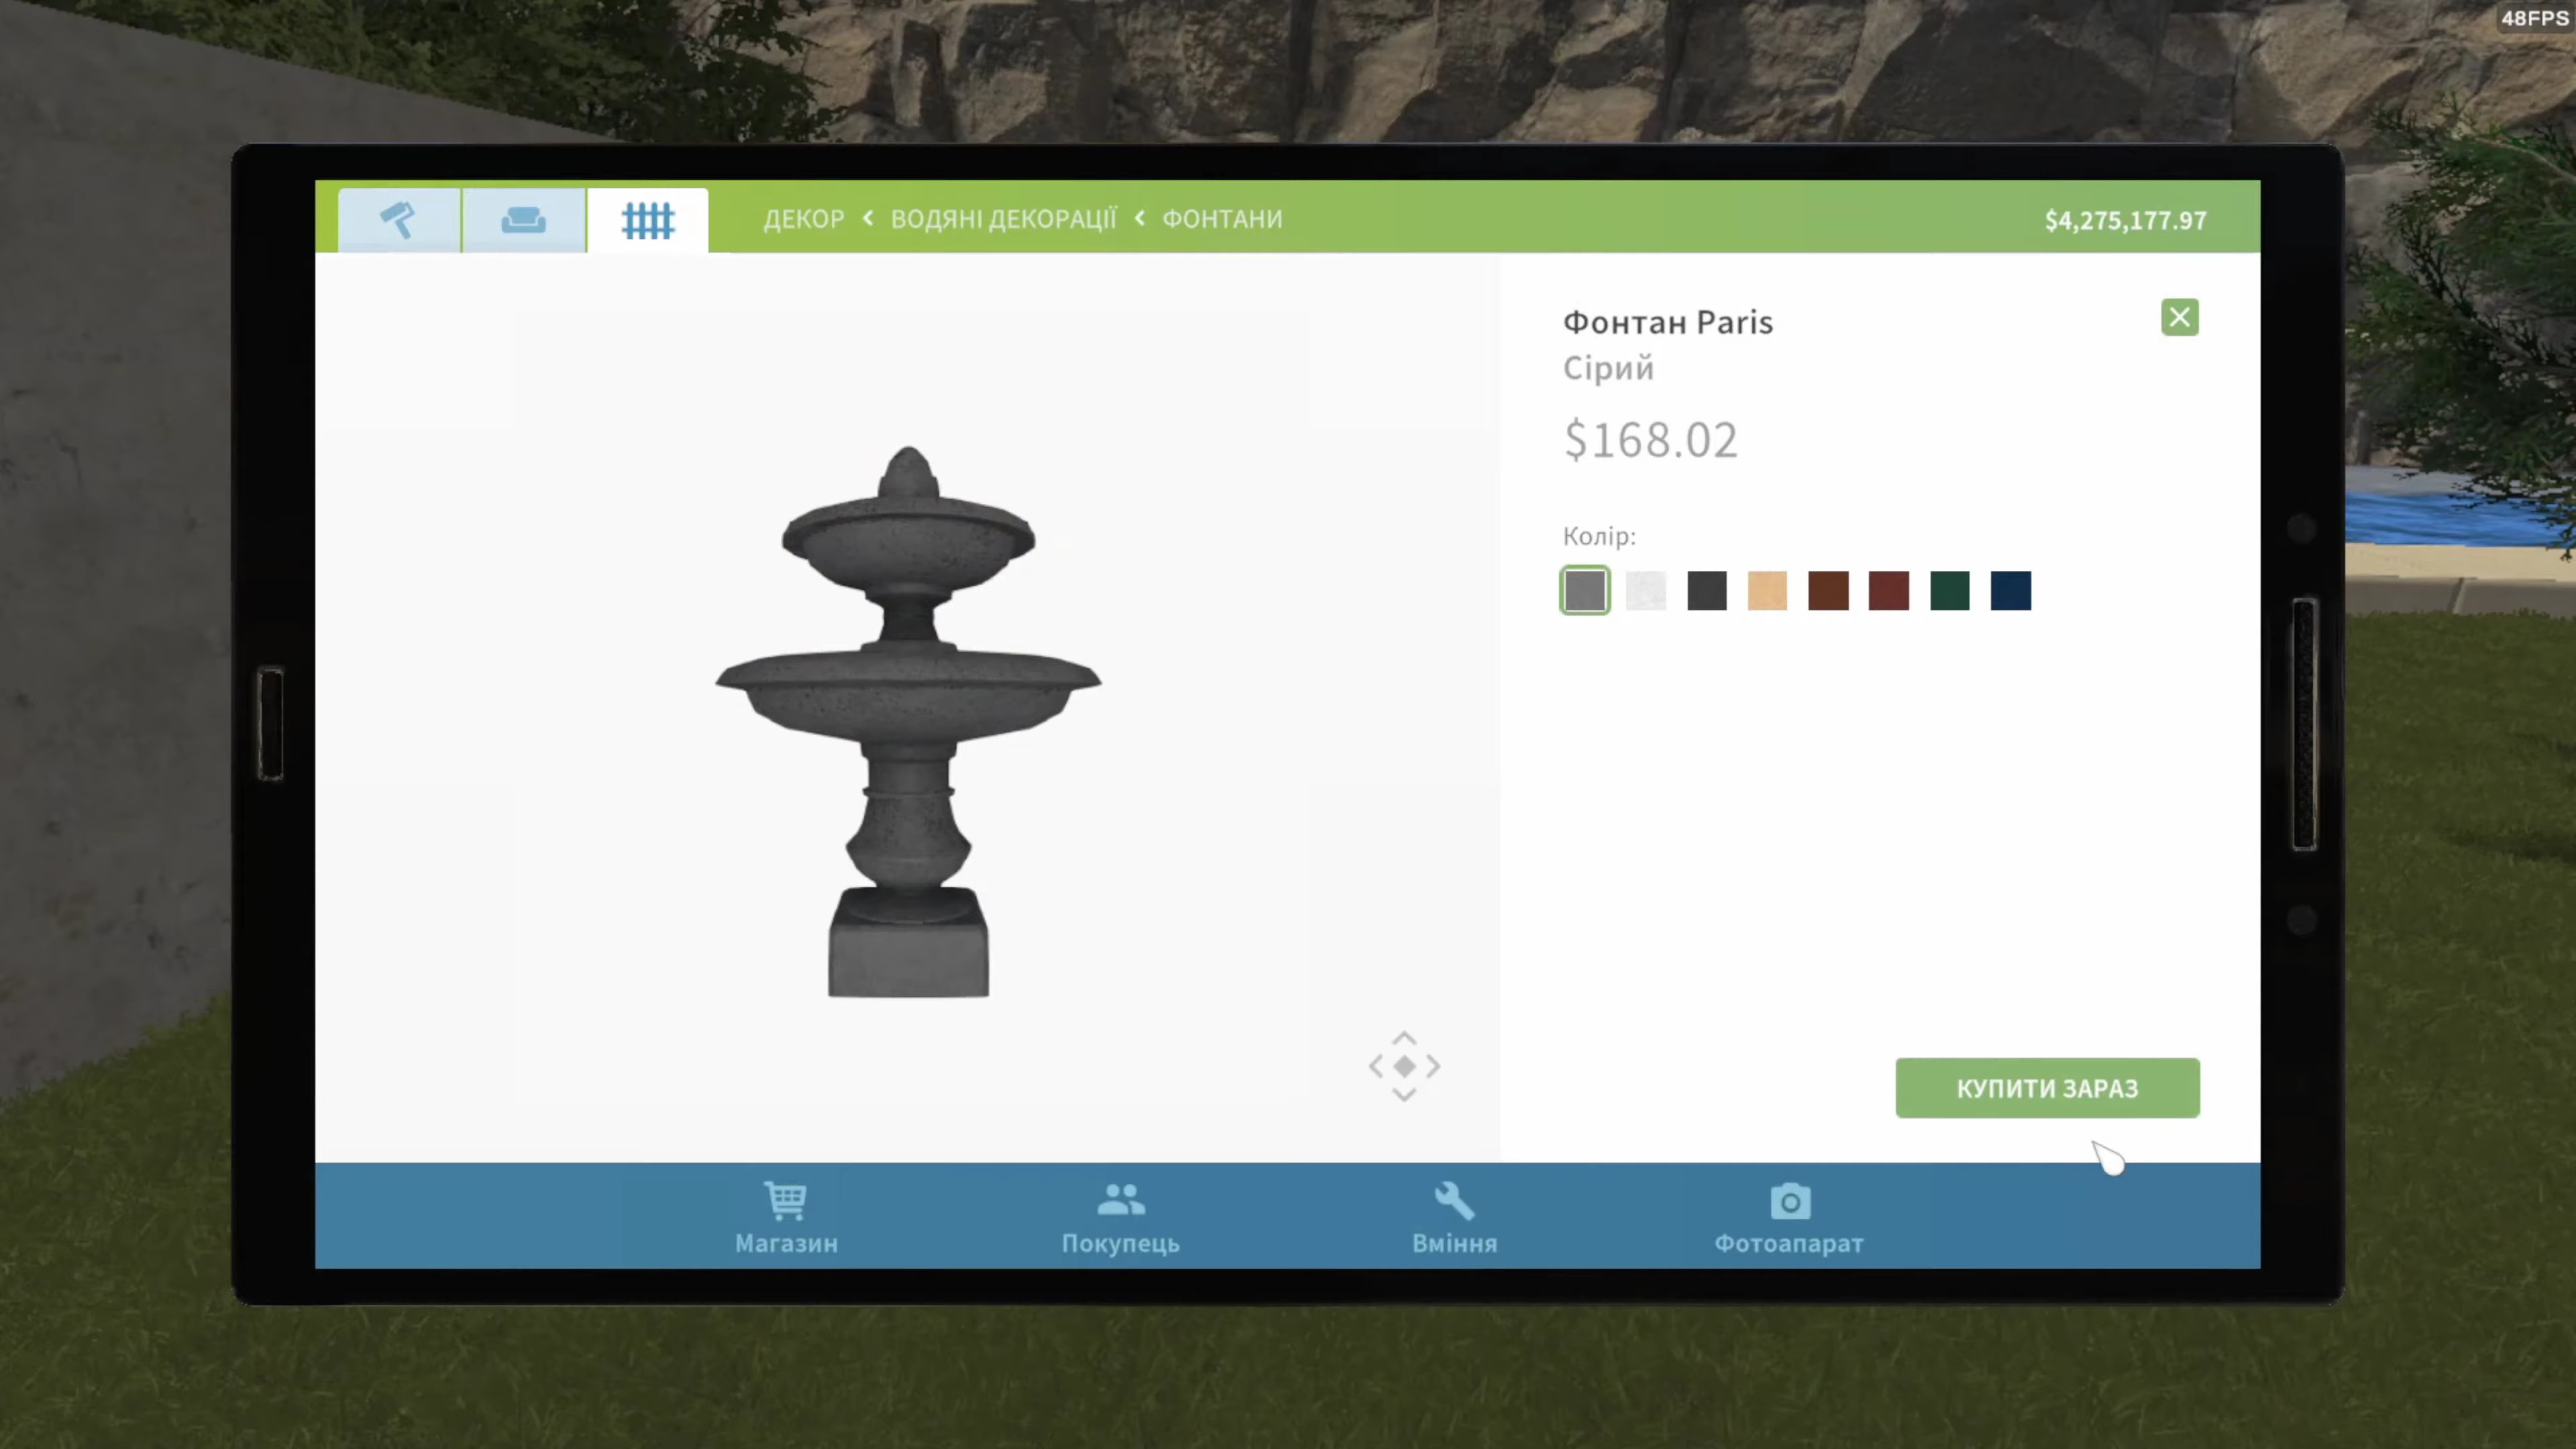 48FPS
ДЕКОР < ВОДЯНІ ДЕКОРАЦІЇ < ФОНТАНИ
$4,275,177.97
Фонтан Paris
Сірий
$168.02
Колір:
КУПИТИ ЗАРАЗ
Магазин
Покупець
Вміння
Фотоапарат